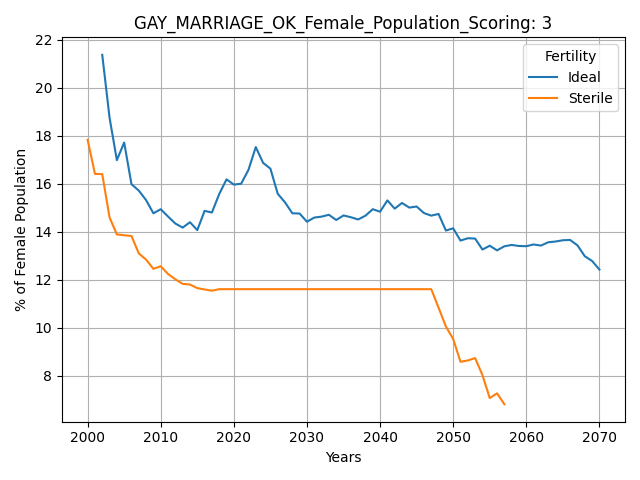 GAY_MARRIAGE_OK_Female_Population_Scoring: 3
22
20
18
16
14
12
10
8
% of Female Population
Fertility
Ideal
Sterile
2000 2010 2020 2030 2040 2050 2060 2070
Years